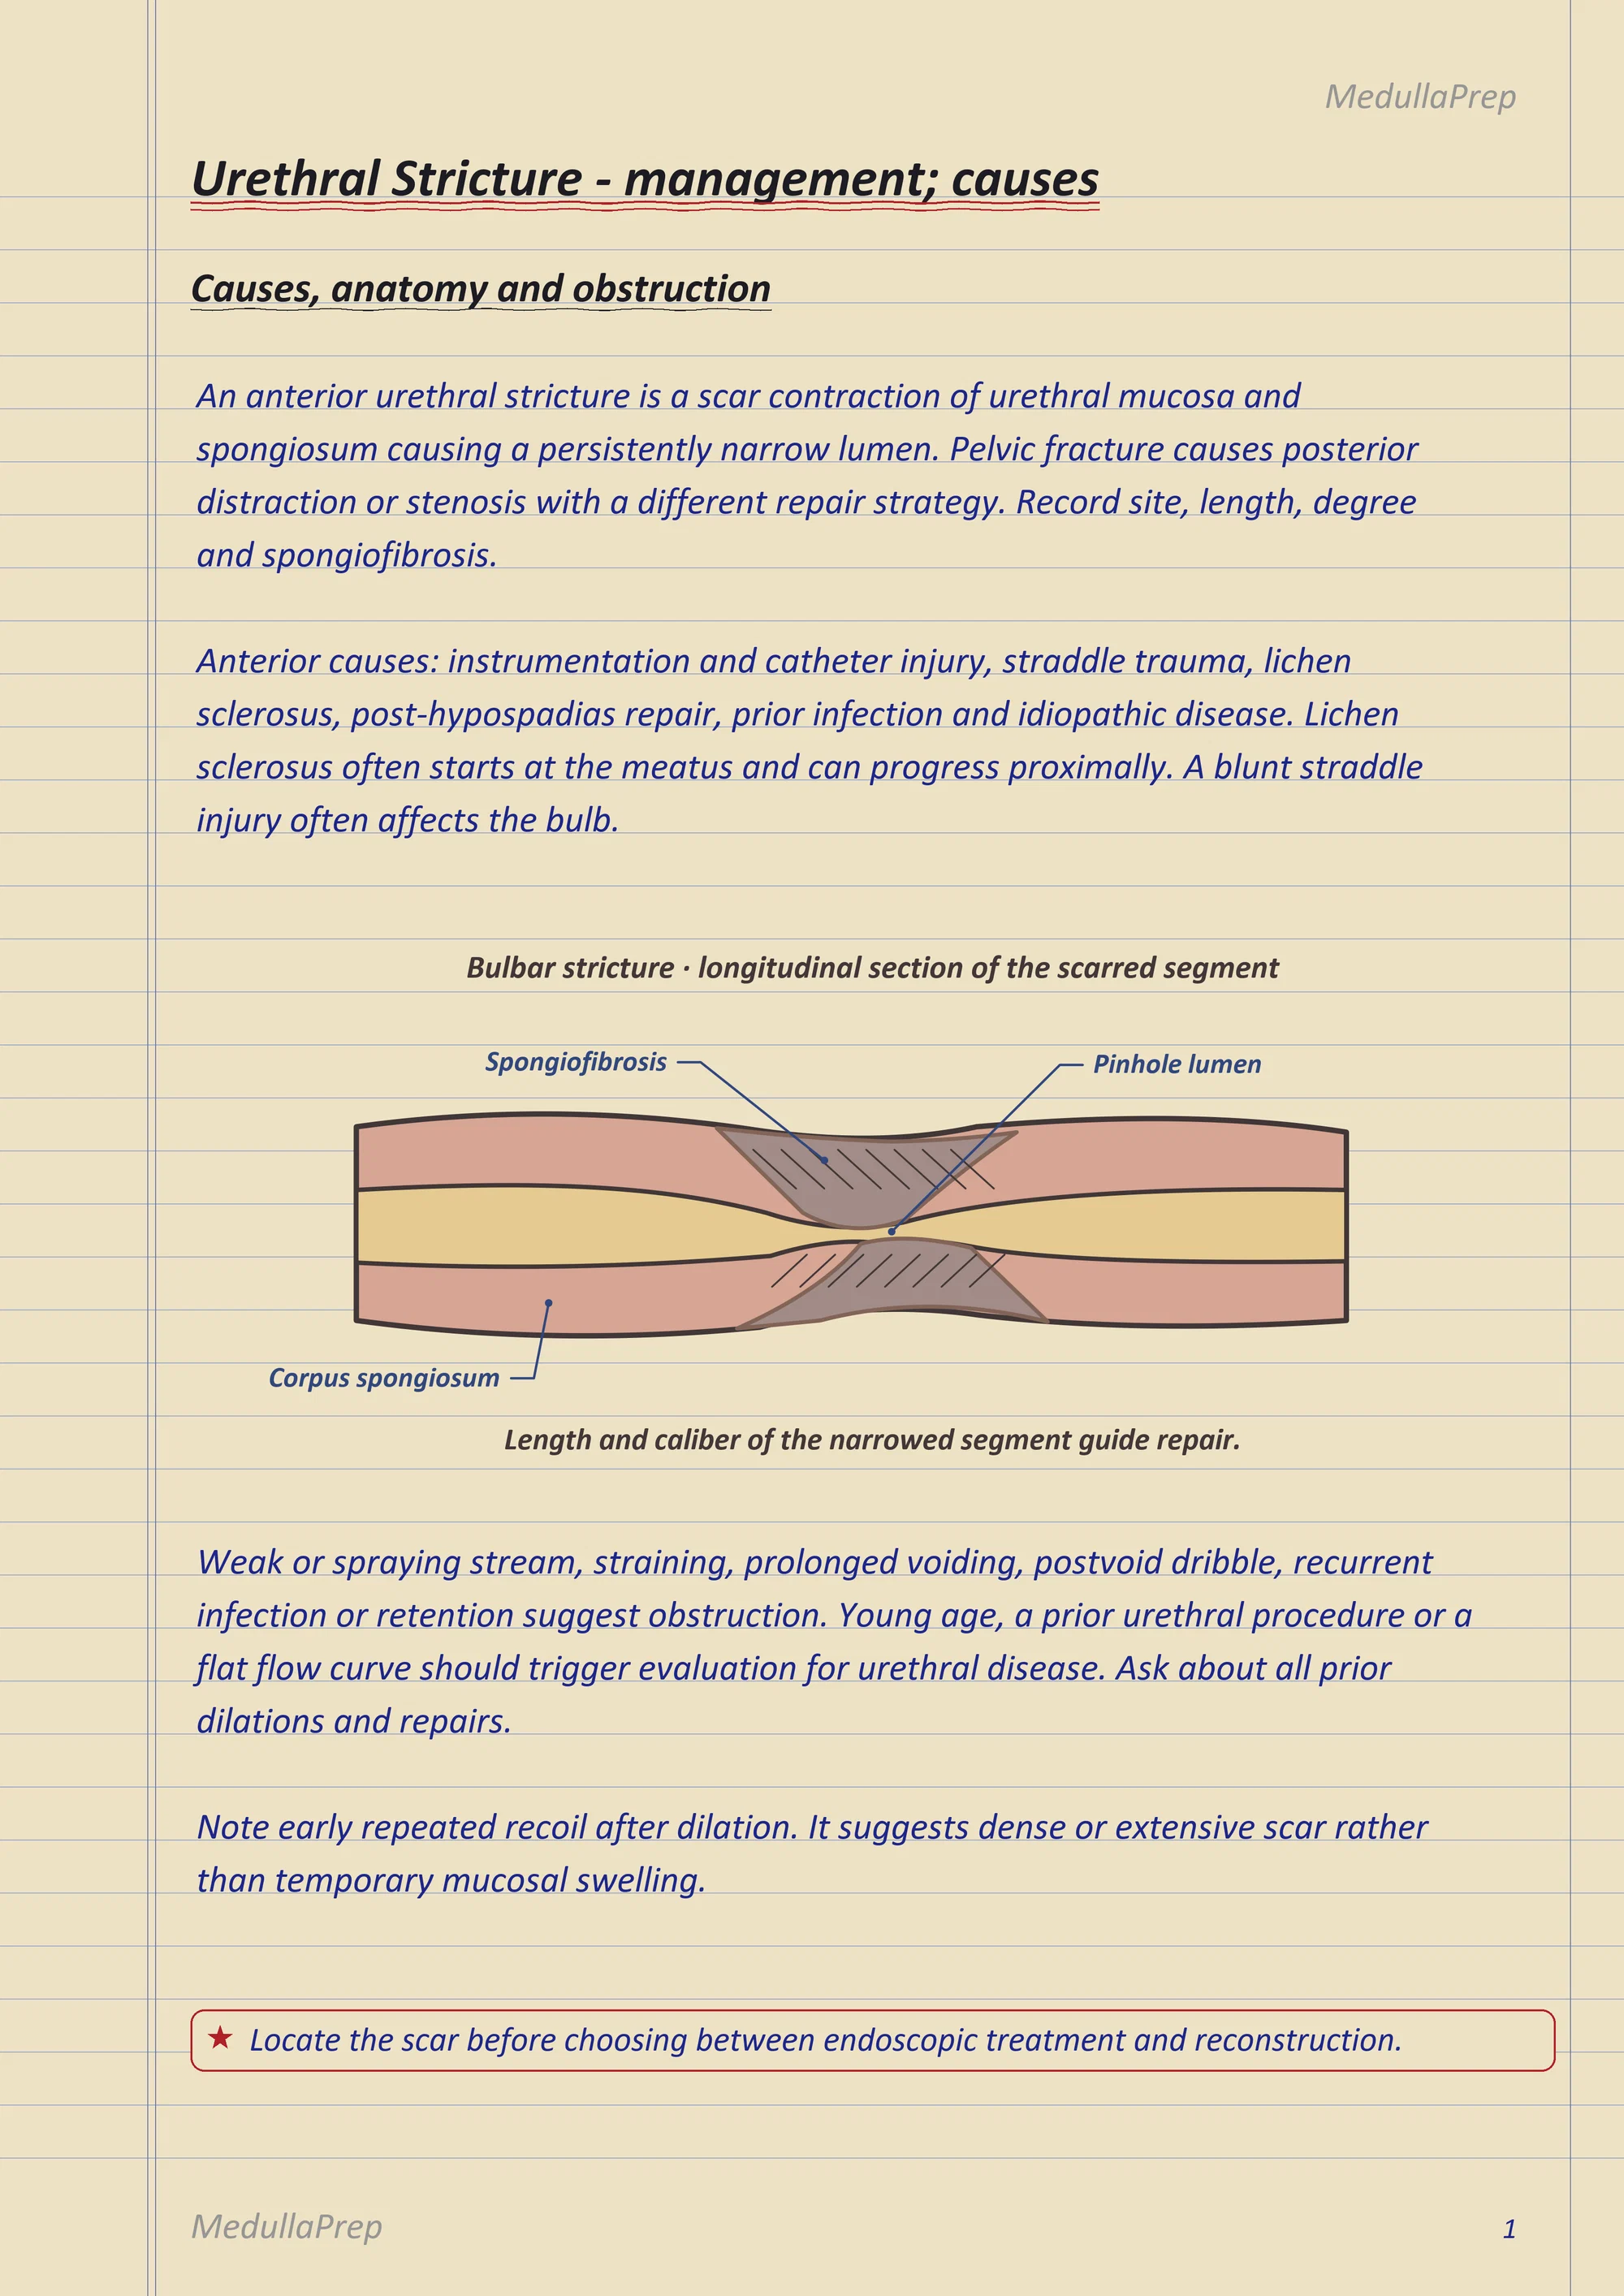 MedullaPrep
Urethral Stricture - management; causes
Causes, anatomy and obstruction
An anterior urethral stricture is a scar contraction of urethral mucosa and
spongiosum causing a persistently narrow lumen. Pelvic fracture causes posterior
distraction or stenosis with a different repair strategy. Record site, length, degree
and spongiofibrosis.
Anterior causes: instrumentation and catheter injury, straddle trauma, lichen
sclerosus, post-hypospadias repair, prior infection and idiopathic disease. Lichen
sclerosus often starts at the meatus and can progress proximally. A blunt straddle
injury often affects the bulb.
Bulbar stricture · longitudinal section of the scarred segment
Spongiofibrosis
Pinhole lumen
Corpus spongiosum
Length and caliber of the narrowed segment guide repair.
Weak or spraying stream, straining, prolonged voiding, postvoid dribble, recurrent
infection or retention suggest obstruction. Young age, a prior urethral procedure or a
flat flow curve should trigger evaluation for urethral disease. Ask about all prior
dilations and repairs.
Note early repeated recoil after dilation. It suggests dense or extensive scar rather
than temporary mucosal swelling.
★ Locate the scar before choosing between endoscopic treatment and reconstruction.
MedullaPrep
1